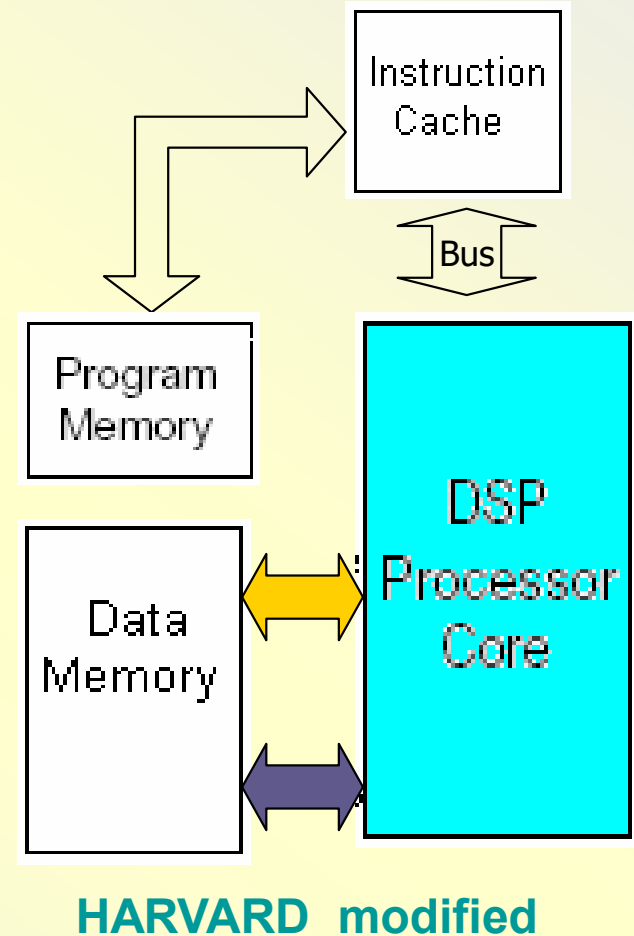 Instruction
Cache
Bus
Program
Memory
DSP
Processor
Core
Data
Memory
HARVARD modified